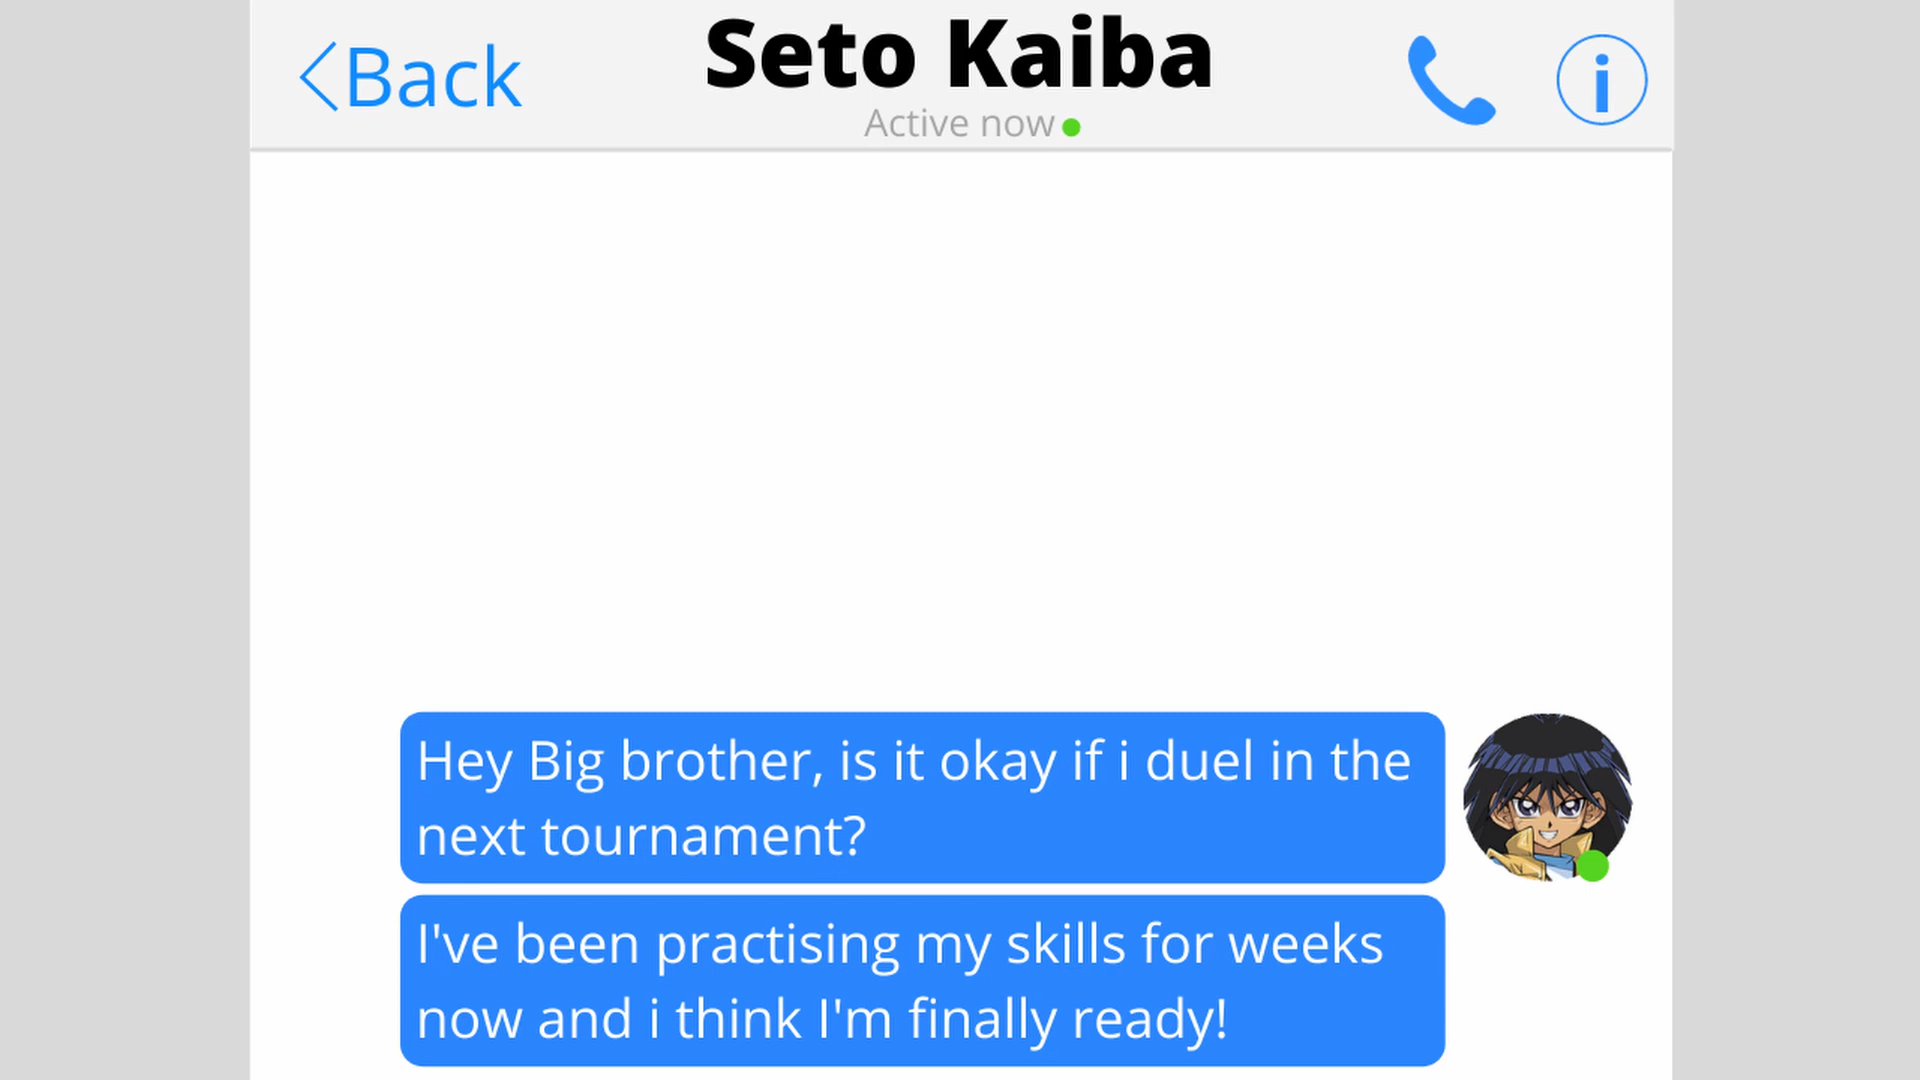 Back
Seto Kaiba
Active now
i
Hey Big brother, is it okay if i duel in the
next tournament?
I've been practising my skills for weeks
now and i think I'm finally ready!